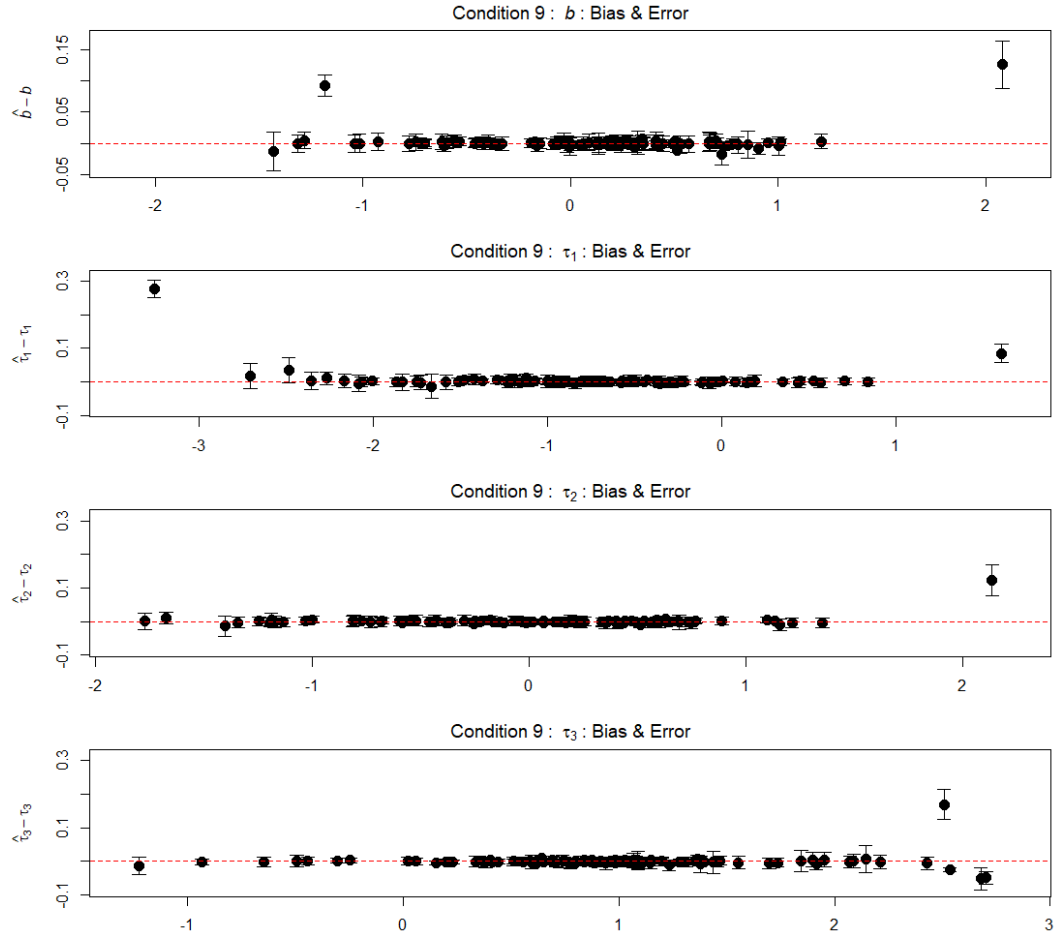 Condition 9 : b : Bias & Error
b̂ − b
0.15
0.05
-0.05
-2 -1 0 1 2
Condition 9 : τ₁ : Bias & Error
τ̂₁ − τ₁
0.3
0.1
-0.1
-3 -2 -1 0 1
Condition 9 : τ₂ : Bias & Error
τ̂₂ − τ₂
0.3
0.1
-0.1
-2 -1 0 1 2
Condition 9 : τ₃ : Bias & Error
τ̂₃ − τ₃
0.3
0.1
-0.1
-1 0 1 2 3